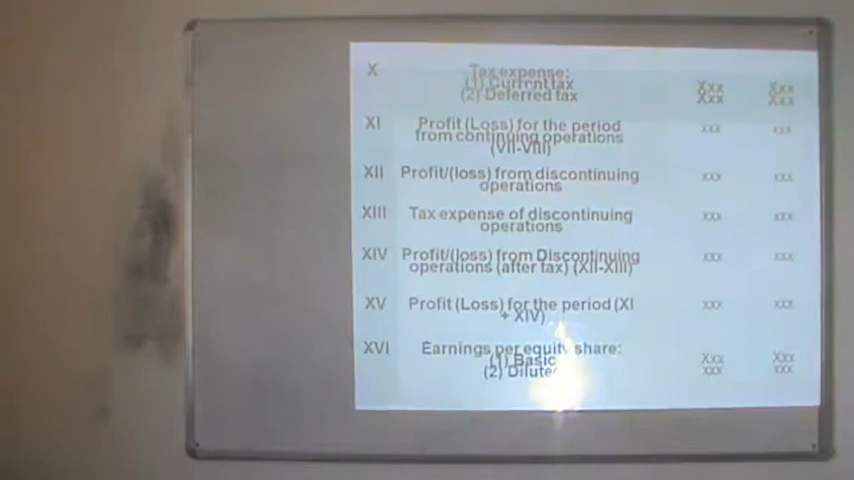 X Tax expense:
(1) Current tax Xxx Xxx
(2) Deferred tax Xxx Xxx
XI Profit (Loss) for the period xxx xxx
from continuing operations
(VII-VIII)
XII Profit/(loss) from discontinuing xxx xxx
operations
XIII Tax expense of discontinuing xxx xxx
operations
XIV Profit/(loss) from Discontinuing xxx xxx
operations (after tax) (XII-XIII)
XV Profit (Loss) for the period (XI xxx xxx
+ XIV)
XVI Earnings per equity share:
(1) Basic Xxx Xxx
(2) Dilute xxx xxx